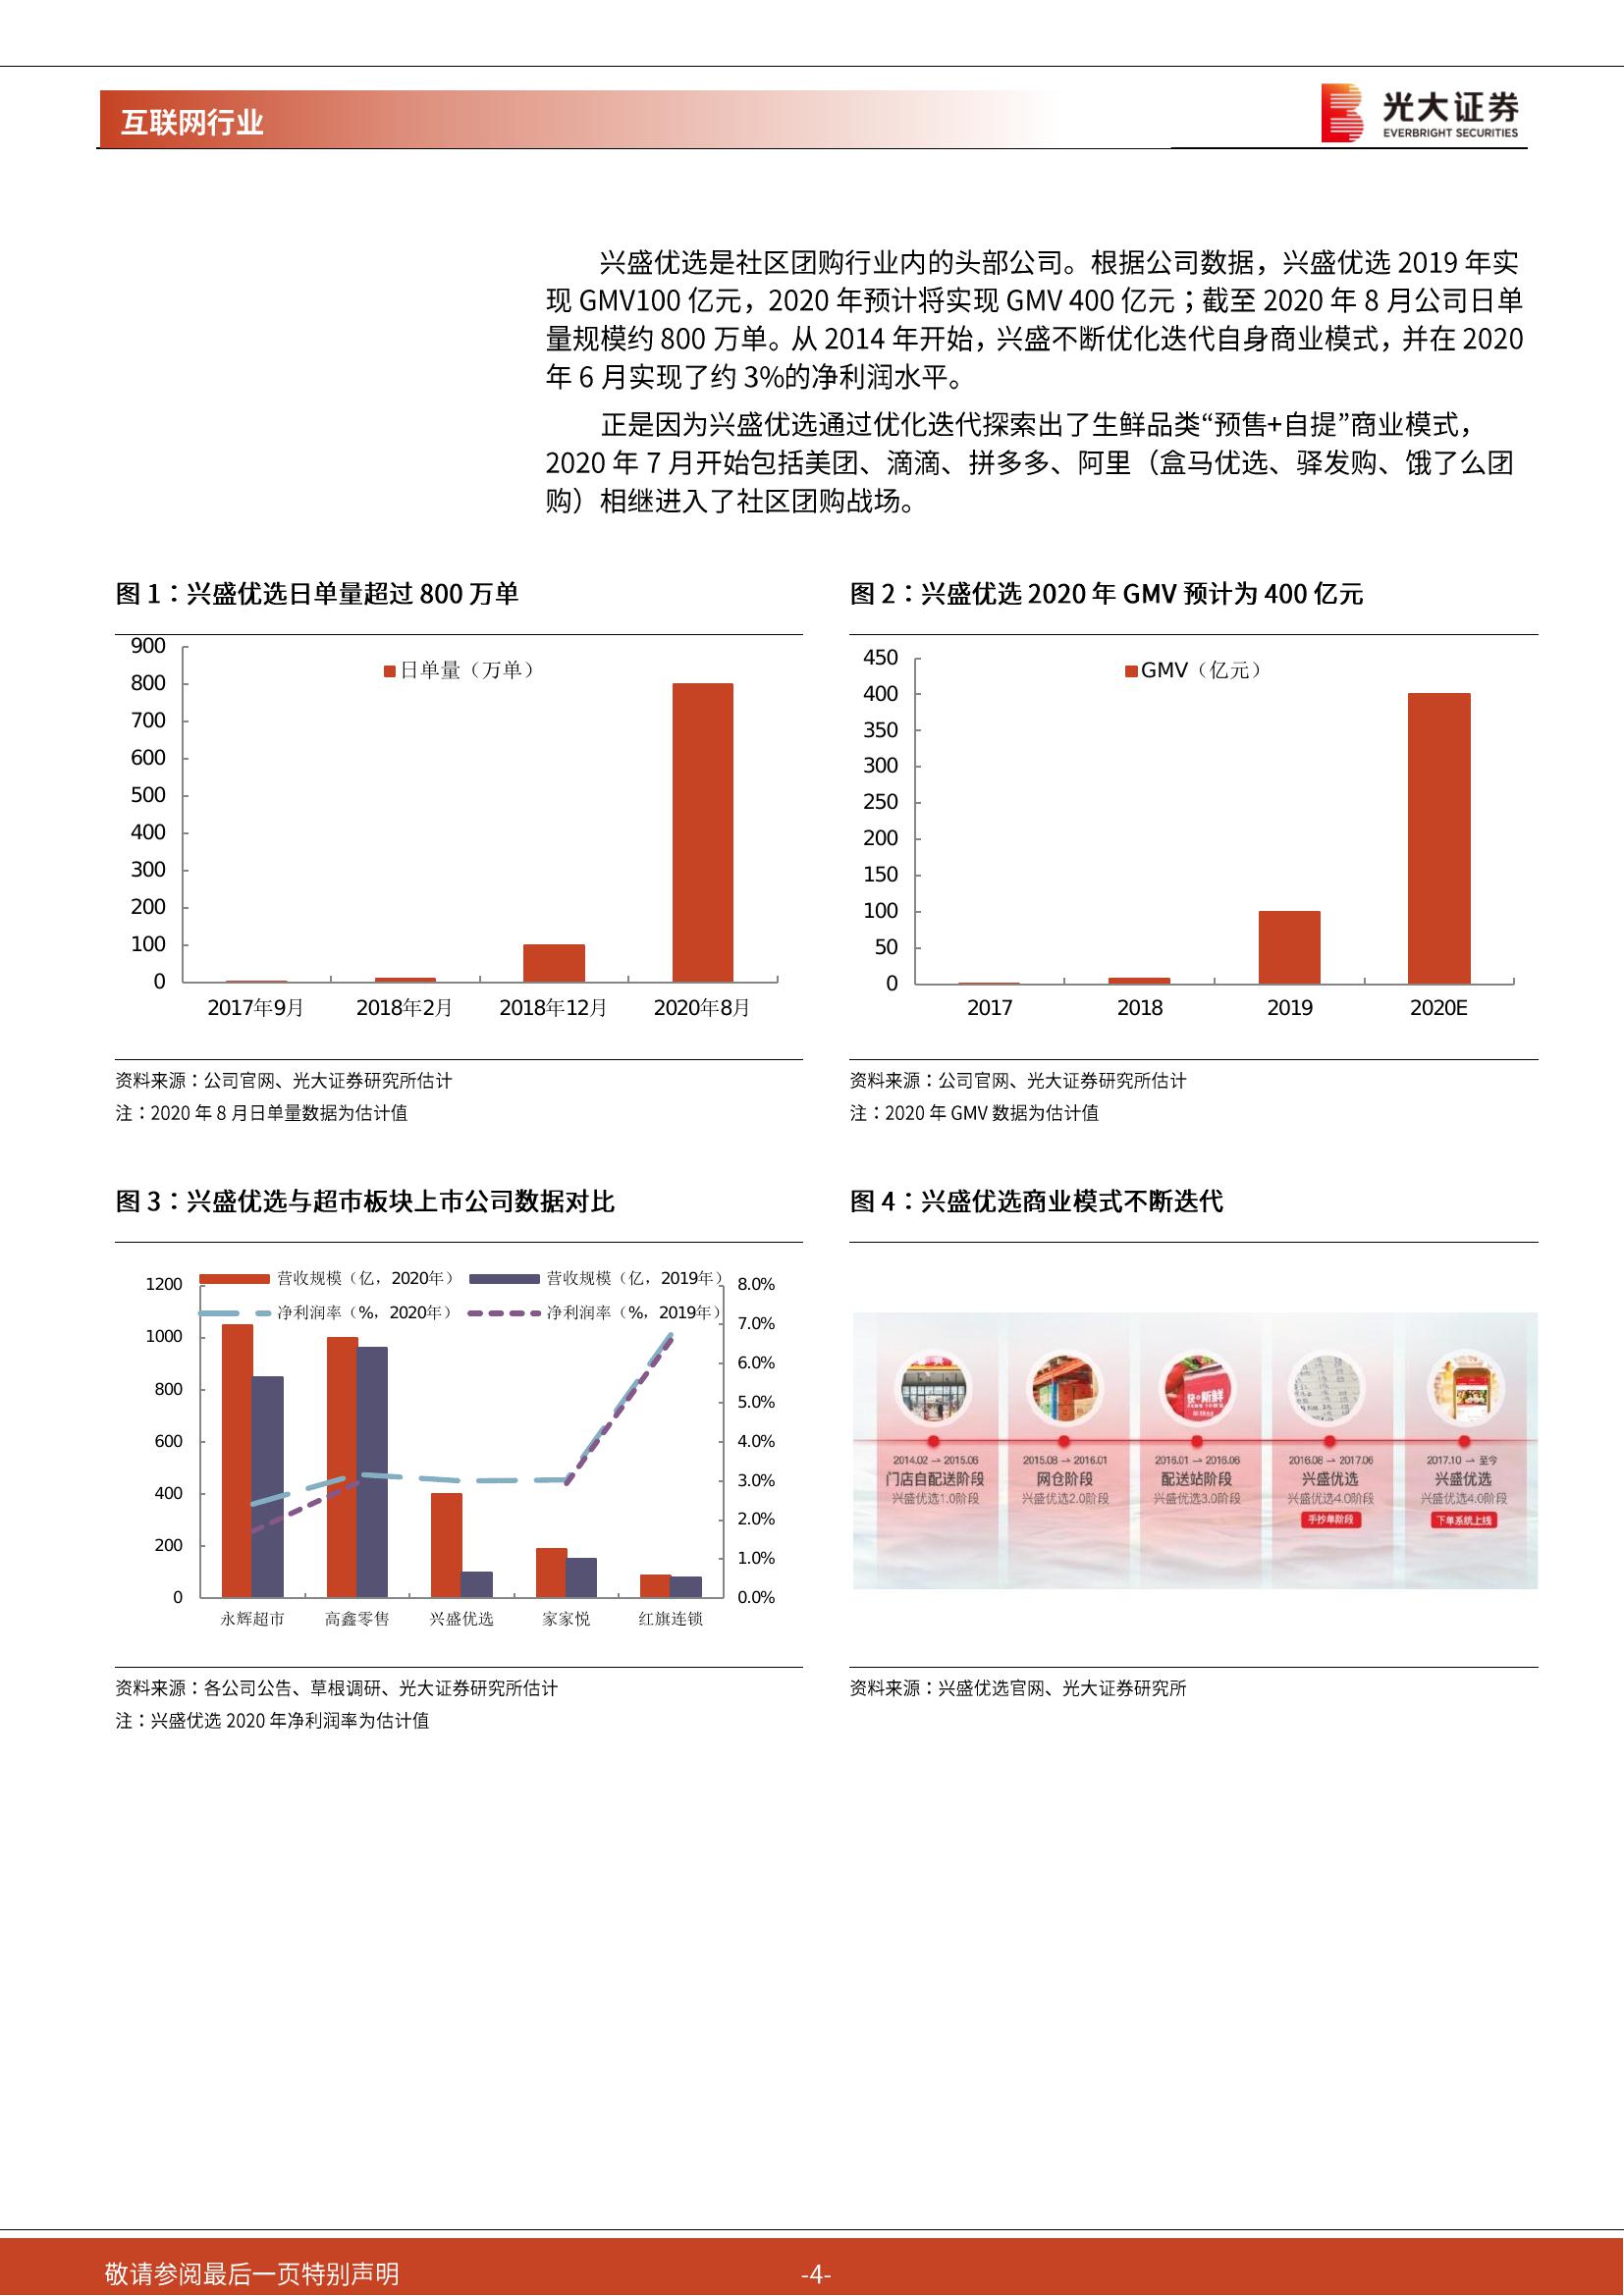 互联网行业
光大证券
EVERBRIGHT SECURITIES
兴盛优选是社区团购行业内的头部公司。根据公司数据，兴盛优选 2019 年实
现 GMV100 亿元，2020 年预计将实现 GMV 400 亿元；截至 2020 年 8 月公司日单
量规模约 800 万单。从 2014 年开始，兴盛不断优化迭代自身商业模式，并在 2020
年 6 月实现了约 3%的净利润水平。
正是因为兴盛优选通过优化迭代探索出了生鲜品类“预售+自提”商业模式，
2020 年 7 月开始包括美团、滴滴、拼多多、阿里（盒马优选、驿发购、饿了么团
购）相继进入了社区团购战场。
图 1：兴盛优选日单量超过 800 万单
900
800
700
600
500
400
300
200
100
0
日单量（万单）
2017年9月 2018年2月 2018年12月 2020年8月
资料来源：公司官网、光大证券研究所估计
注：2020 年 8 月日单量数据为估计值
图 2：兴盛优选 2020 年 GMV 预计为 400 亿元
450
400
350
300
250
200
150
100
50
0
GMV（亿元）
2017 2018 2019 2020E
资料来源：公司官网、光大证券研究所估计
注：2020 年 GMV 数据为估计值
图 3：兴盛优选与超市板块上市公司数据对比
营收规模（亿，2020年） 营收规模（亿，2019年）
净利润率（%，2020年） 净利润率（%，2019年）
1200
1000
800
600
400
200
0
8.0%
7.0%
6.0%
5.0%
4.0%
3.0%
2.0%
1.0%
0.0%
永辉超市 高鑫零售 兴盛优选 家家悦 红旗连锁
资料来源：各公司公告、草根调研、光大证券研究所估计
注：兴盛优选 2020 年净利润率为估计值
图 4：兴盛优选商业模式不断迭代
快·新鲜
2014.02 → 2015.06
门店自配送阶段
兴盛优选1.0阶段
2015.08 → 2016.01
网仓阶段
兴盛优选2.0阶段
2016.01 → 2016.06
配送站阶段
兴盛优选3.0阶段
2016.08 → 2017.06
兴盛优选
兴盛优选4.0阶段
手抄单阶段
2017.10 → 至今
兴盛优选
兴盛优选4.0阶段
下单系统上线
资料来源：兴盛优选官网、光大证券研究所
敬请参阅最后一页特别声明
-4-